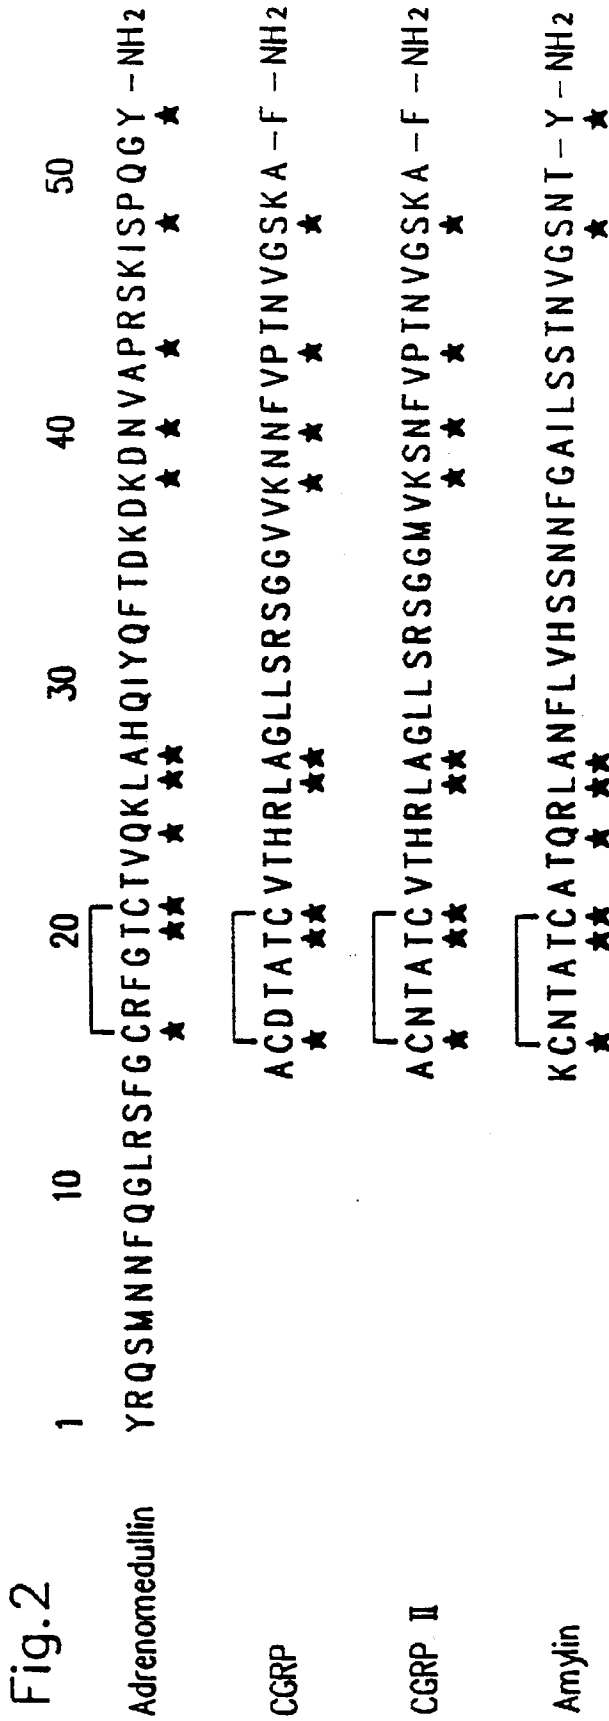 Fig.2
1 10 20 30 40 50
Adrenomedullin YRQSMNNFQGLRSFGCRFGTCTVQKLAHQIYQFTDKDKDNVAPRSKISPQGY -NH2
CGRP ACDTATCVTHRLAGLLSRSGGVVKNNFVPTNVGSKA-F-NH2
CGRP II ACNTATCVTHRLAGLLSRSGGMVKSNFVPTNVGSKA-F-NH2
Amylin KCNTATCATQRLANFLVHSSNNFGAILSSTNVGSNT-Y-NH2